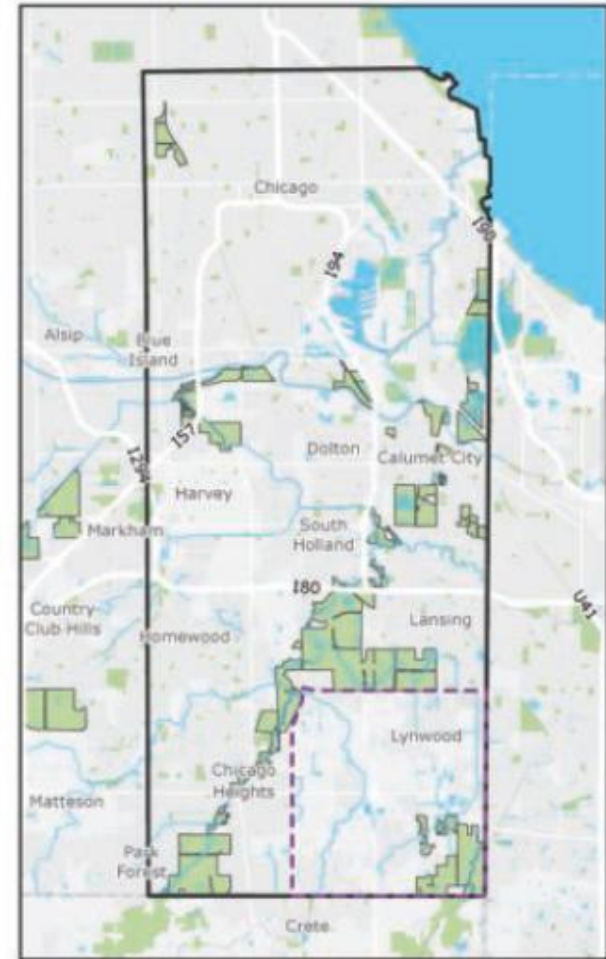 Chicago
I90
I94
Alsip
Blue
Island
I57
I294
Dolton
Calumet City
Harvey
South
Holland
Markham
I80
U41
Country
Club Hills
Homewood
Lansing
Lynwood
Chicago
Heights
Matteson
Park
Forest
Crete